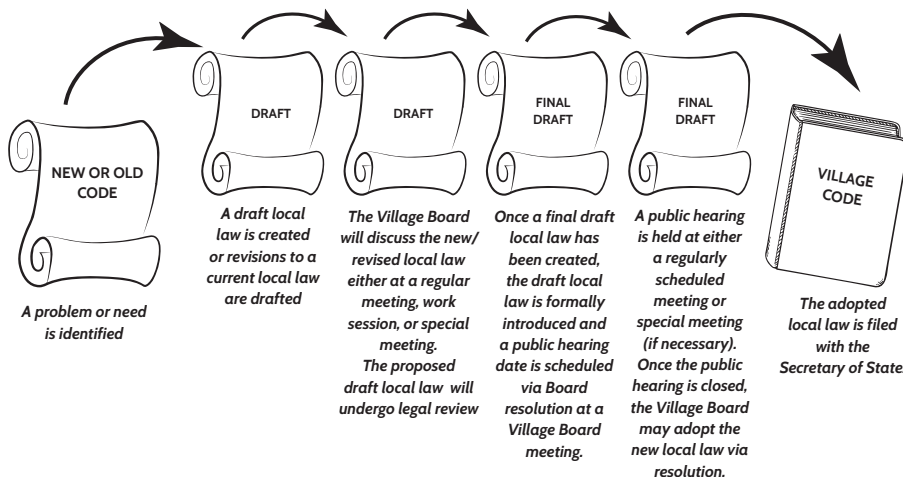 NEW OR OLD
CODE
A problem or need
is identified
DRAFT
A draft local
law is created
or revisions to a
current local law
are drafted
DRAFT
The Village Board
will discuss the new/
revised local law
either at a regular
meeting, work
session, or special
meeting.
The proposed
draft local law will
undergo legal review
FINAL
DRAFT
Once a final draft
local law has
been created,
the draft local
law is formally
introduced and
a public hearing
date is scheduled
via Board
resolution at a
Village Board
meeting.
FINAL
DRAFT
A public hearing
is held at either
a regularly
scheduled
meeting or
special meeting
(if necessary).
Once the public
hearing is closed,
the Village Board
may adopt the
new local law via
resolution.
VILLAGE
CODE
The adopted
local law is filed
with the
Secretary of State